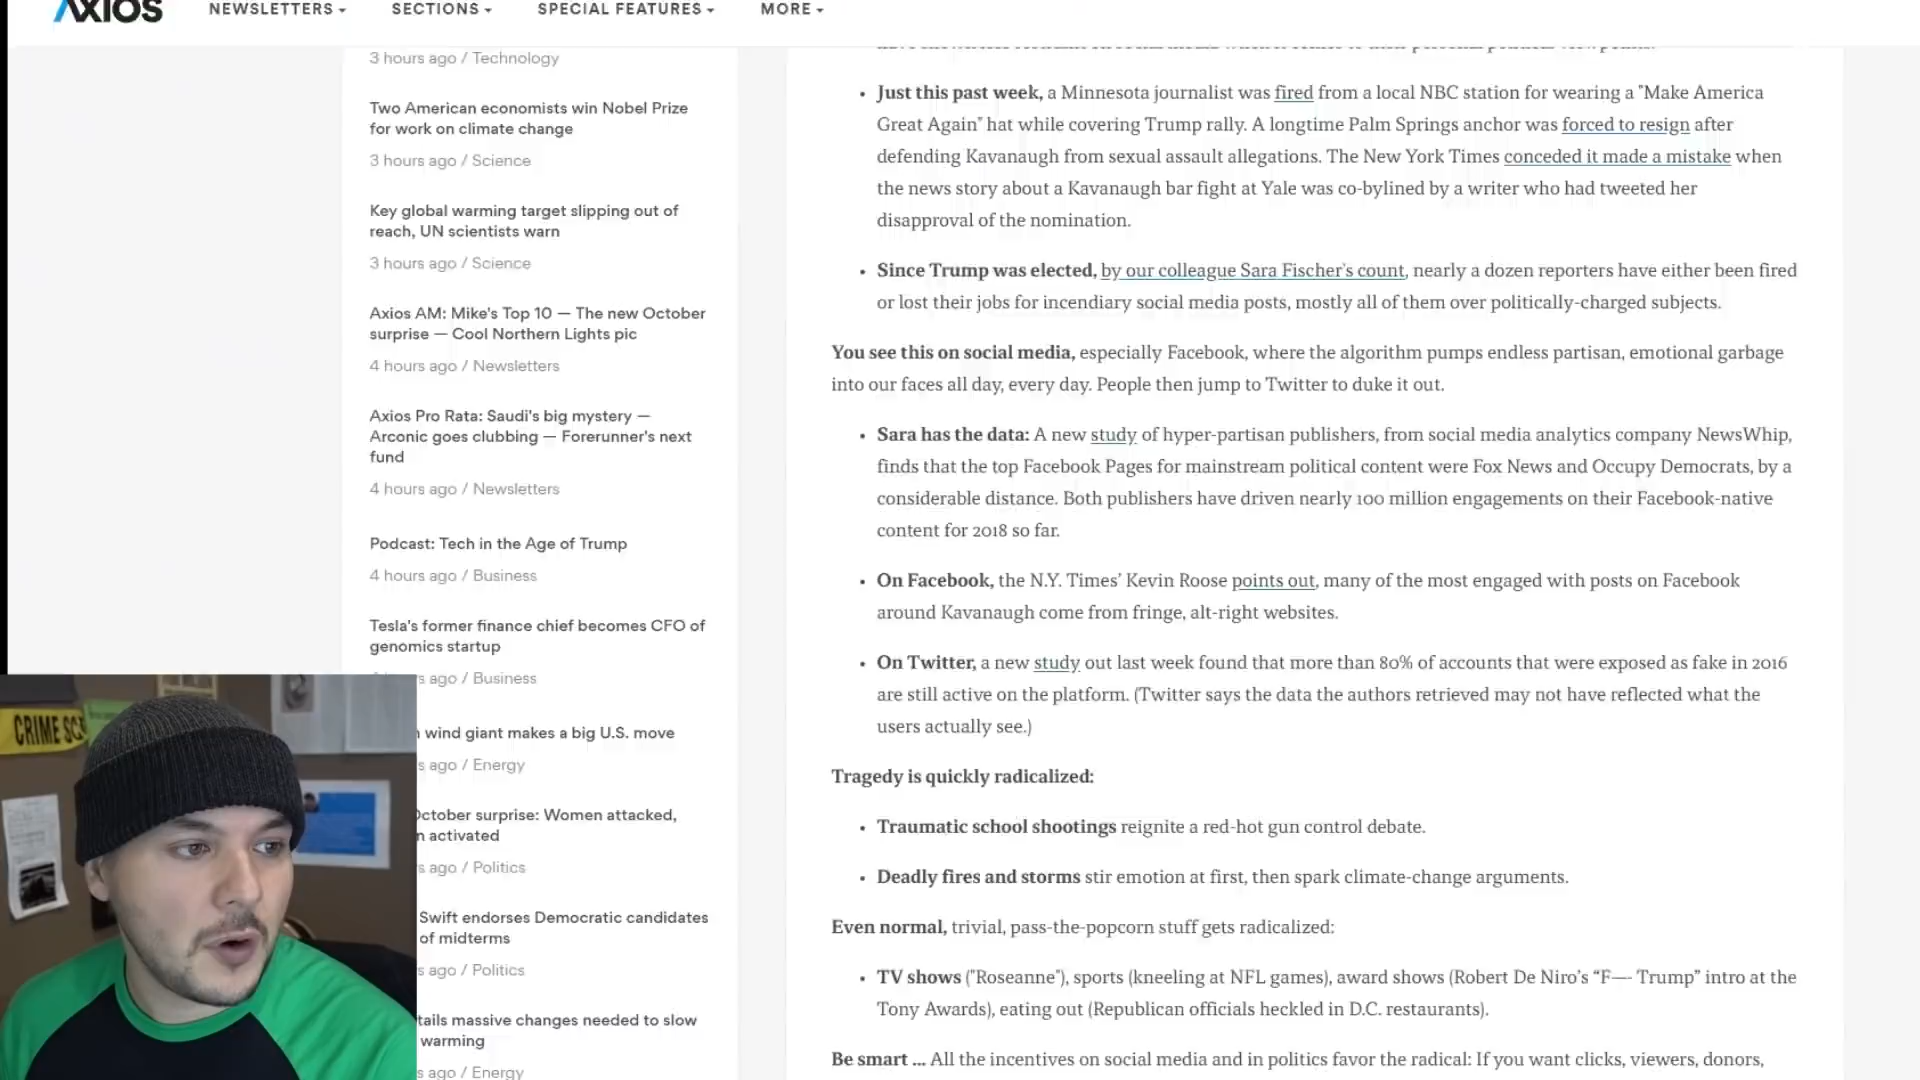 AXIOS
NEWSLETTERS
SECTIONS
SPECIAL FEATURES
MORE
3 hours ago / Technology
Two American economists win Nobel Prize
for work on climate change
3 hours ago / Science
Key global warming target slipping out of
reach, UN scientists warn
3 hours ago / Science
Axios AM: Mike's Top 10 — The new October
surprise — Cool Northern Lights pic
4 hours ago / Newsletters
Axios Pro Rata: Saudi's big mystery —
Arconic goes clubbing — Forerunner's next
fund
4 hours ago / Newsletters
Podcast: Tech in the Age of Trump
4 hours ago / Business
Tesla's former finance chief becomes CFO of
genomics startup
ago / Business
wind giant makes a big U.S. move
ago / Energy
October surprise: Women attacked,
activated
ago / Politics
Swift endorses Democratic candidates
of midterms
ago / Politics
massive changes needed to slow
warming
ago / Energy
• Just this past week, a Minnesota journalist was fired from a local NBC station for wearing a "Make America
Great Again" hat while covering Trump rally. A longtime Palm Springs anchor was forced to resign after
defending Kavanaugh from sexual assault allegations. The New York Times conceded it made a mistake when
the news story about a Kavanaugh bar fight at Yale was co-bylined by a writer who had tweeted her
disapproval of the nomination.
• Since Trump was elected, by our colleague Sara Fischer's count, nearly a dozen reporters have either been fired
or lost their jobs for incendiary social media posts, mostly all of them over politically-charged subjects.
You see this on social media, especially Facebook, where the algorithm pumps endless partisan, emotional garbage
into our faces all day, every day. People then jump to Twitter to duke it out.
• Sara has the data: A new study of hyper-partisan publishers, from social media analytics company NewsWhip,
finds that the top Facebook Pages for mainstream political content were Fox News and Occupy Democrats, by a
considerable distance. Both publishers have driven nearly 100 million engagements on their Facebook-native
content for 2018 so far.
• On Facebook, the N.Y. Times’ Kevin Roose points out, many of the most engaged with posts on Facebook
around Kavanaugh come from fringe, alt-right websites.
• On Twitter, a new study out last week found that more than 80% of accounts that were exposed as fake in 2016
are still active on the platform. (Twitter says the data the authors retrieved may not have reflected what the
users actually see.)
Tragedy is quickly radicalized:
• Traumatic school shootings reignite a red-hot gun control debate.
• Deadly fires and storms stir emotion at first, then spark climate-change arguments.
Even normal, trivial, pass-the-popcorn stuff gets radicalized:
• TV shows ("Roseanne"), sports (kneeling at NFL games), award shows (Robert De Niro’s “F–– Trump” intro at the
Tony Awards), eating out (Republican officials heckled in D.C. restaurants).
Be smart ... All the incentives on social media and in politics favor the radical: If you want clicks, viewers, donors,
CRIME SC